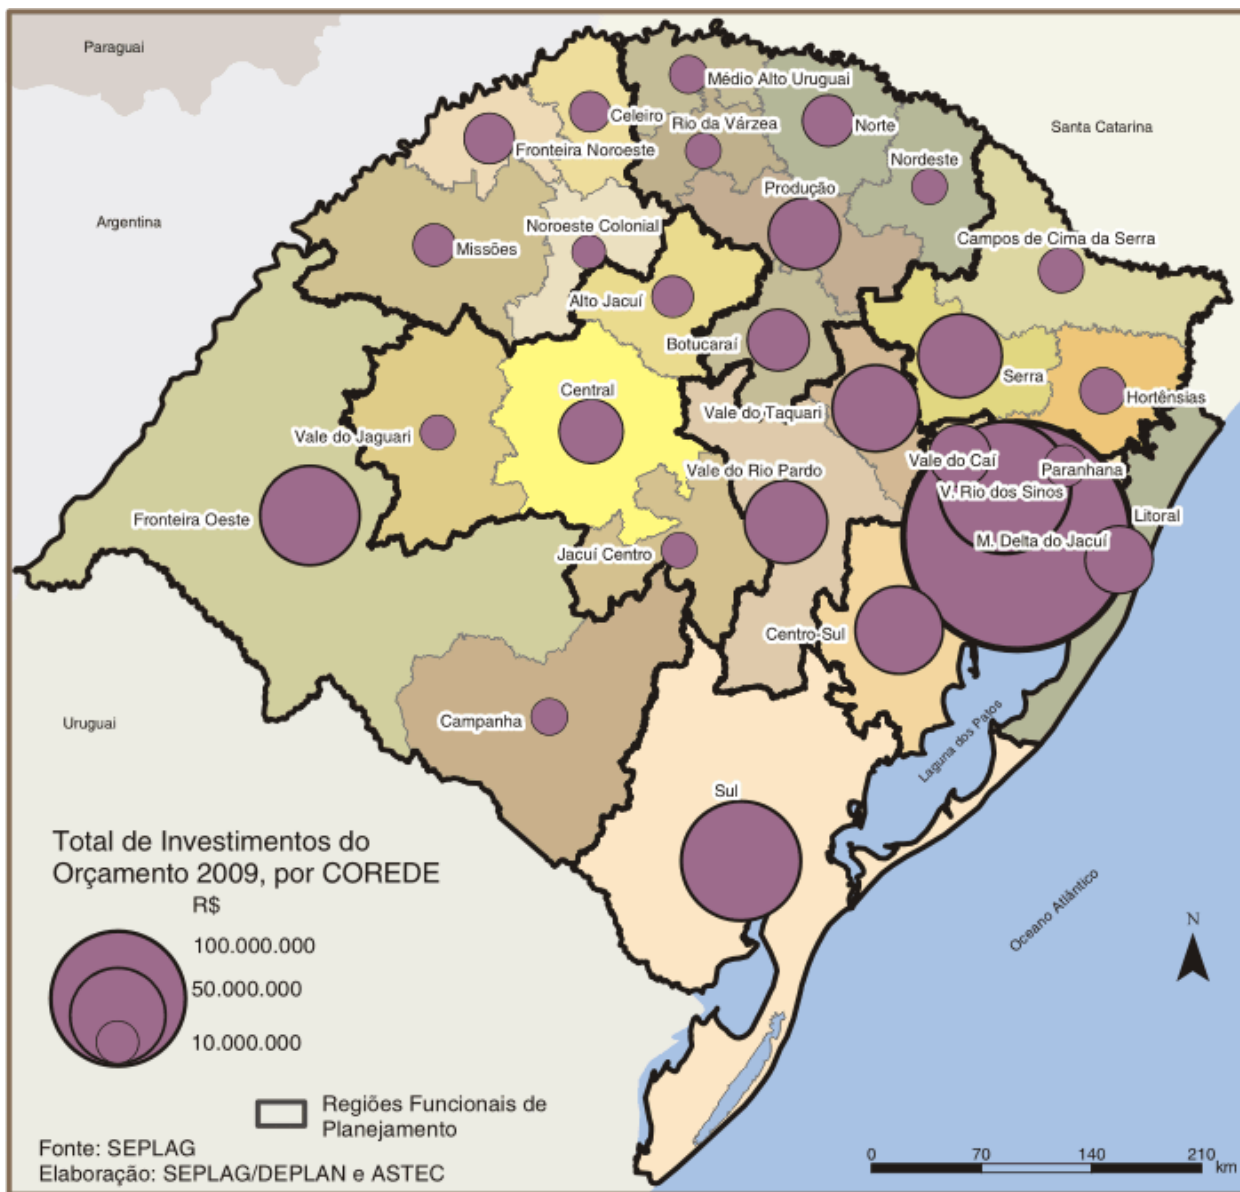 Paraguai
Médio Alto Uruguai
Celeiro
Rio da Várzea
Norte
Santa Catarina
Fronteira Noroeste
Nordeste
Produção
Argentina
Noroeste Colonial
Missões
Campos de Cima da Serra
Alto Jacuí
Botucaraí
Serra
Central
Hortênsias
Vale do Taquari
Vale do Jaguari
Vale do Caí
Paranhana
Vale do Rio Pardo
V. Rio dos Sinos
Fronteira Oeste
Litoral
M. Delta do Jacuí
Jacuí Centro
Centro-Sul
Campanha
Uruguai
Laguna dos Patos
Sul
Oceano Atlântico
Total de Investimentos do
Orçamento 2009, por COREDE
R$
100.000.000
50.000.000
10.000.000
N
Regiões Funcionais de
Planejamento
Fonte: SEPLAG
Elaboração: SEPLAG/DEPLAN e ASTEC
0 70 140 210
km